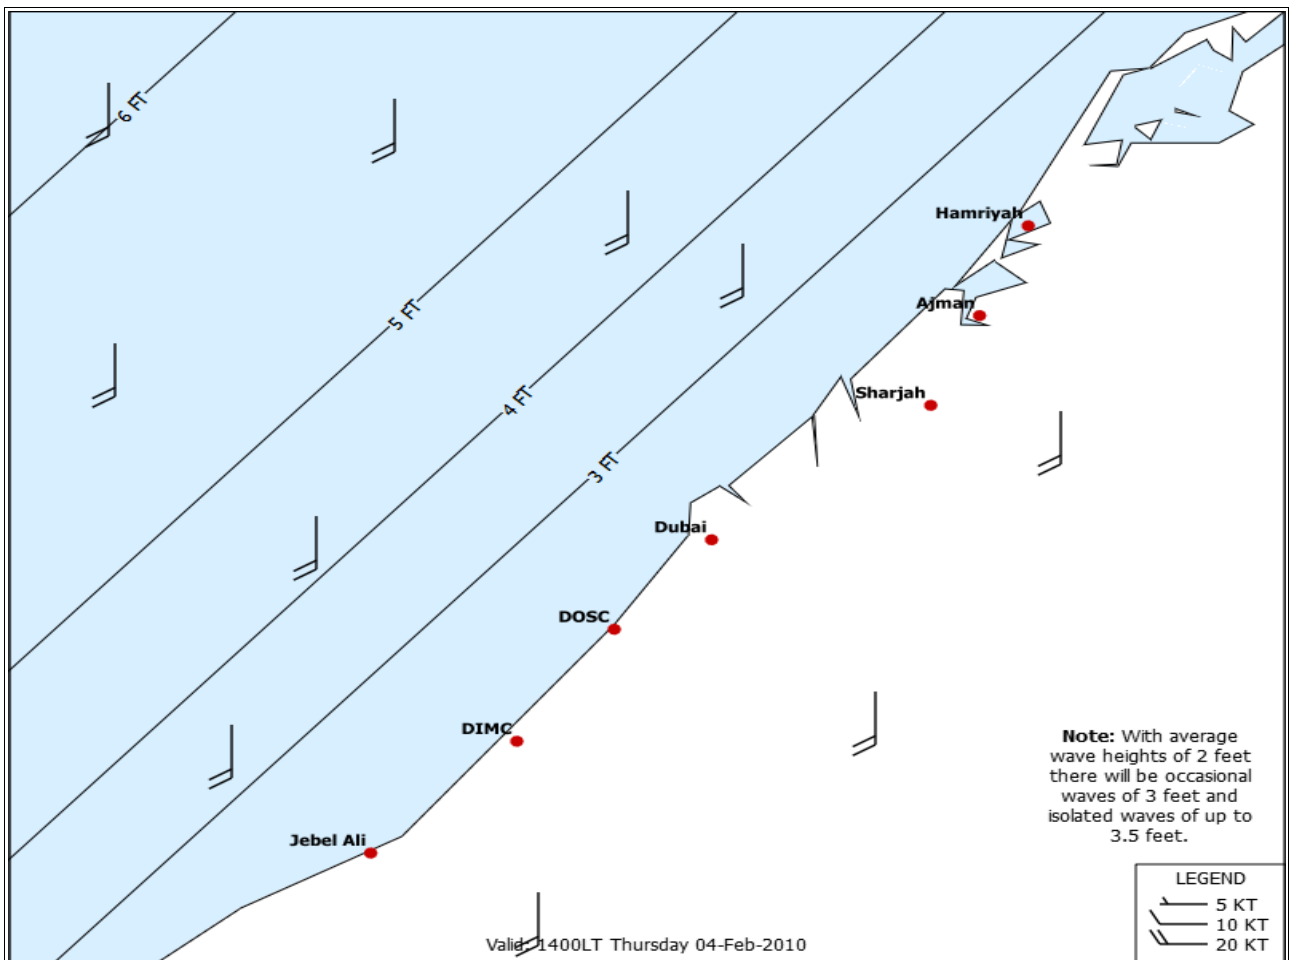 6 FT
Hamriyah
Ajman
5 FT
4 FT
Sharjah
3 FT
Dubai
DOSC
DIMC
Jebel Ali
Note: With average
wave heights of 2 feet
there will be occasional
waves of 3 feet and
isolated waves of up to
3.5 feet.
LEGEND
5 KT
10 KT
20 KT
Valid: 1400LT Thursday 04-Feb-2010